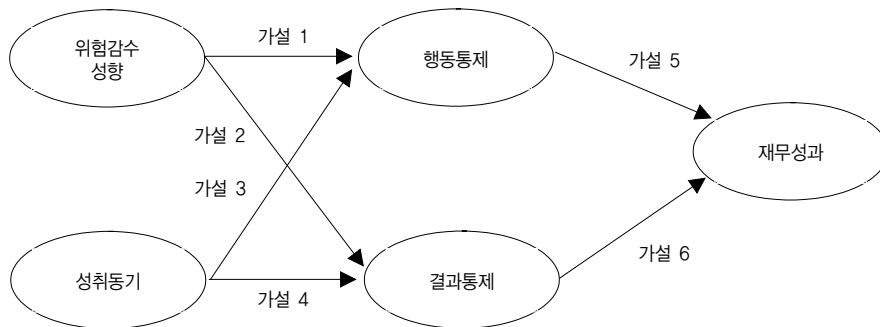 위험감수
성향
가설 1
행동통제
가설 5
가설 2
재무성과
가설 3
성취동기
가설 4
결과통제
가설 6